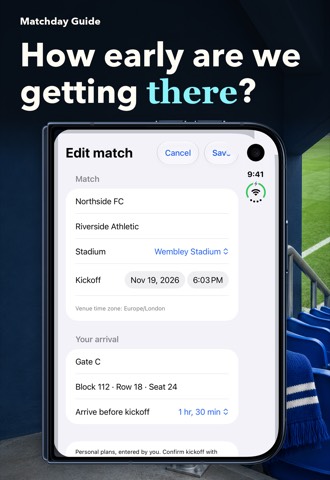 Matchday Guide
How early are we
getting there?
Edit match
Cancel
Sav..
9:41
Match
Northside FC
Riverside Athletic
Stadium
Wembley Stadium
Kickoff
Nov 19, 2026
6:03 PM
Venue time zone: Europe/London
Your arrival
Gate C
Block 112 · Row 18 · Seat 24
Arrive before kickoff
1 hr, 30 min
Personal plans, entered by you. Confirm kickoff with